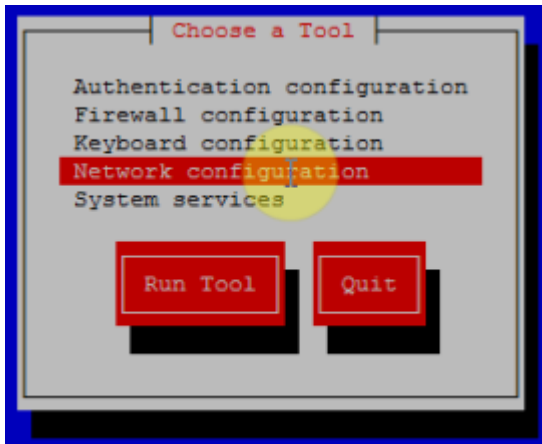 Choose a Tool
Authentication configuration
Firewall configuration
Keyboard configuration
Network configuration
System services
Run Tool
Quit